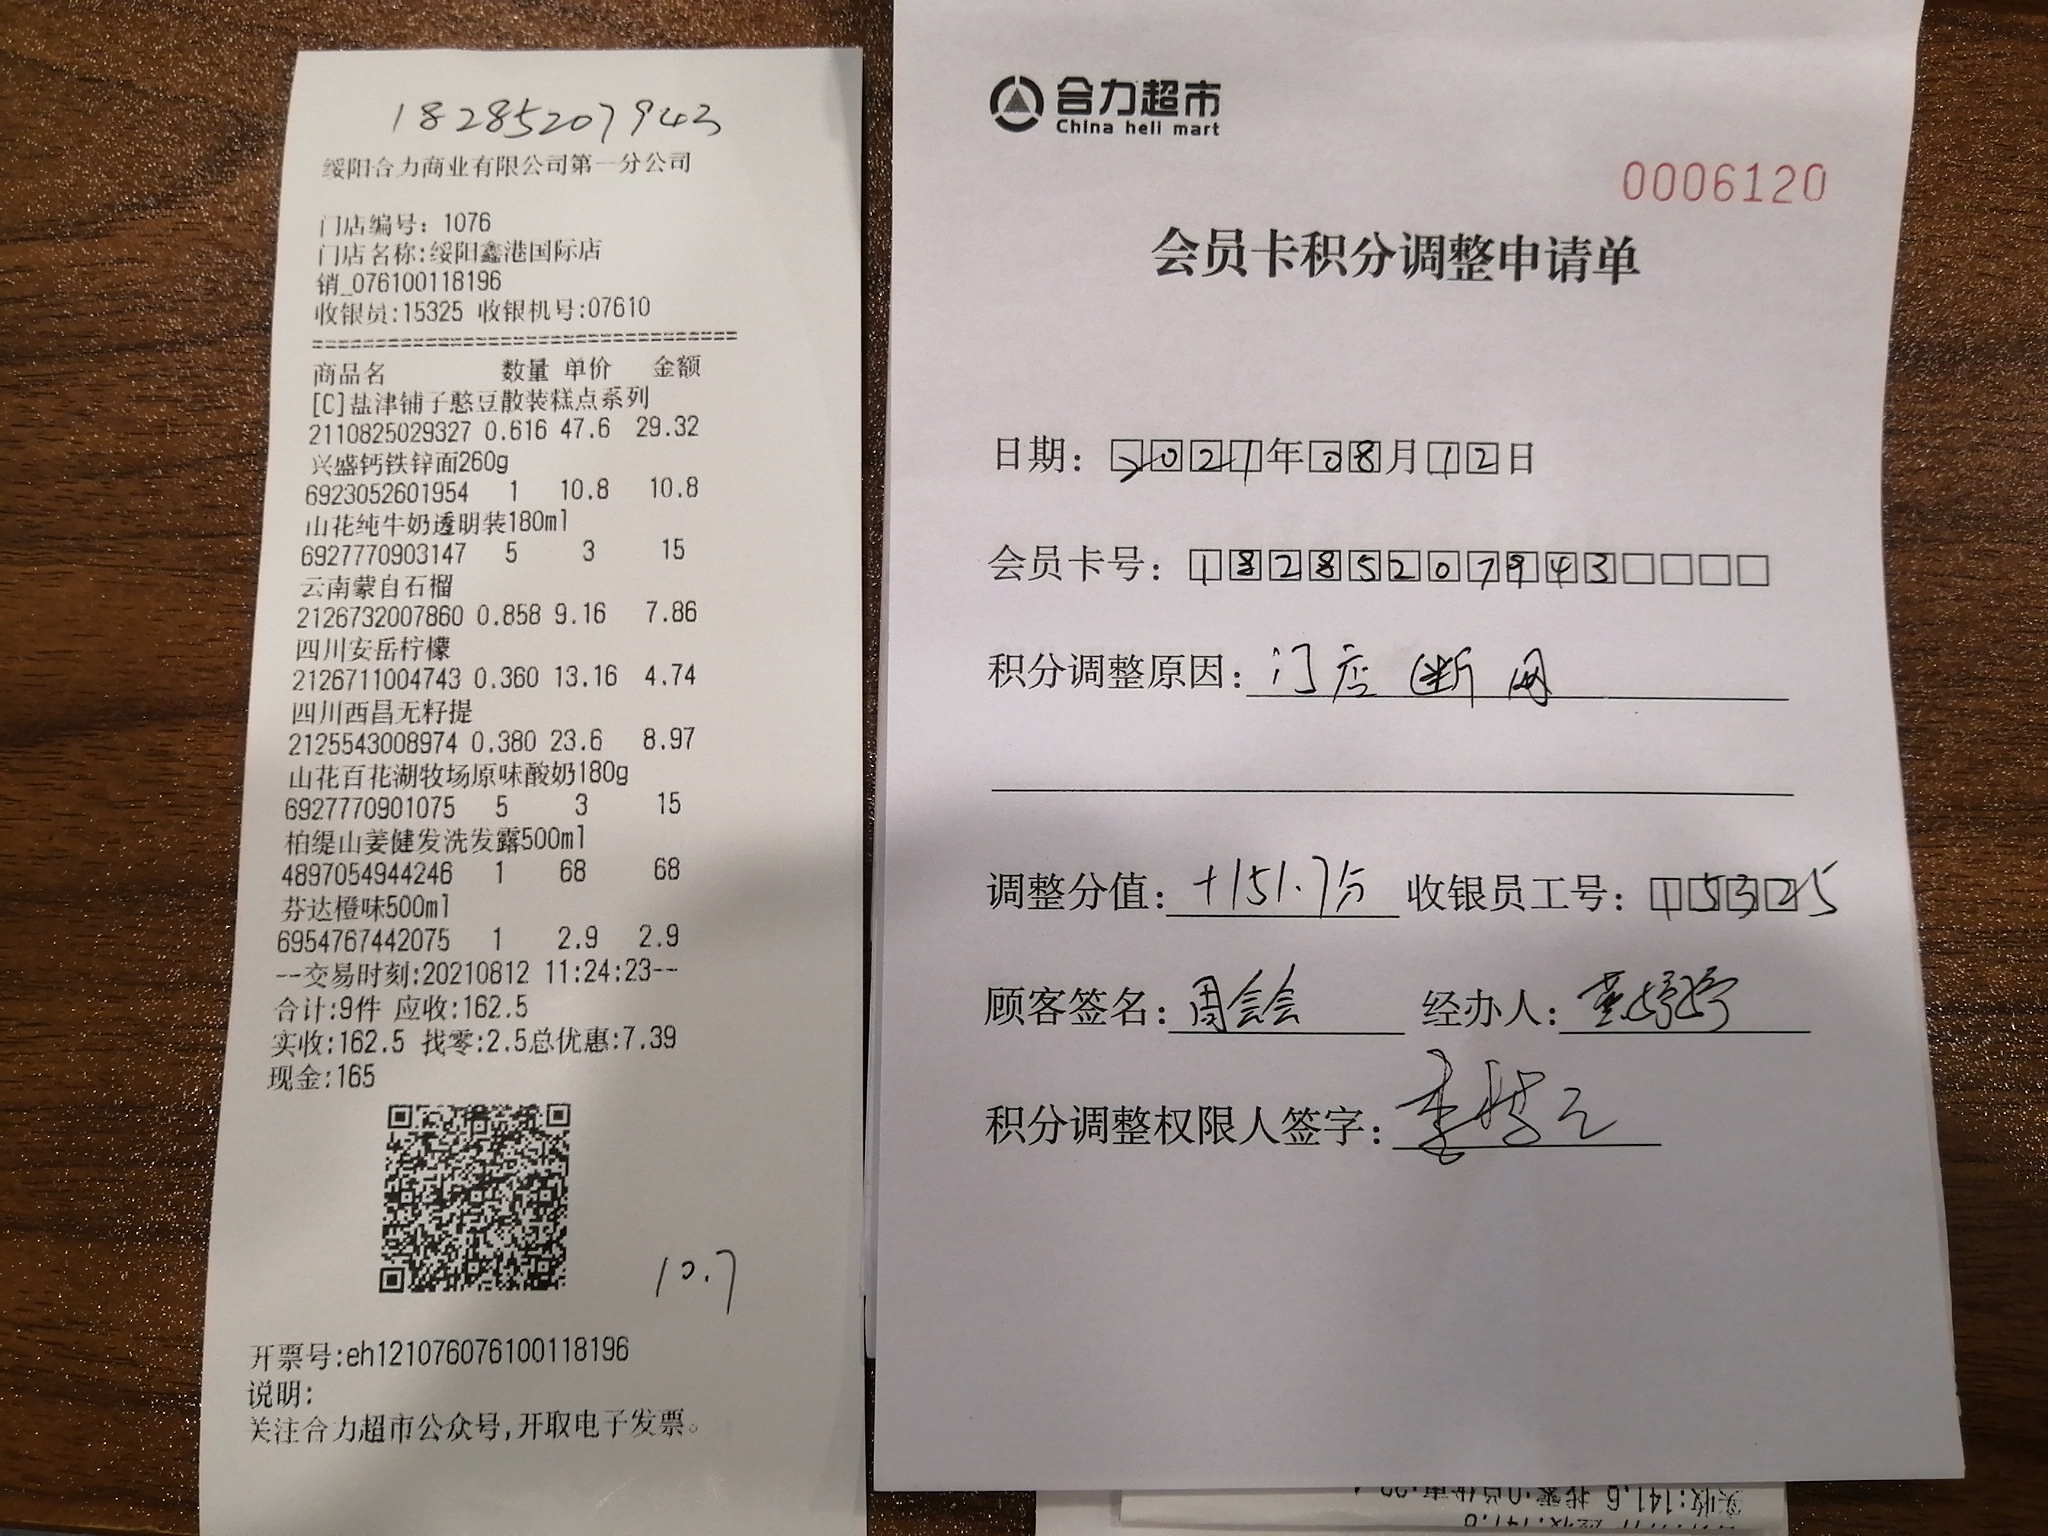 18285207943
绥阳合力商业有限公司第一分公司
门店编号: 1076
门店名称:绥阳鑫港国际店
销_076100118196
收银员:15325 收银机号:07610
==================================
商品名 数量 单价 金额
[C]盐津铺子憨豆散装糕点系列
2110825029327 0.616 47.6 29.32
兴盛钙铁锌面260g
6923052601954 1 10.8 10.8
山花纯牛奶透明装180ml
6927770903147 5 3 15
云南蒙自石榴
2126732007860 0.858 9.16 7.86
四川安岳柠檬
2126711004743 0.360 13.16 4.74
四川西昌无籽提
2125543008974 0.380 23.6 8.97
山花百花湖牧场原味酸奶180g
6927770901075 5 3 15
柏缇山姜健发洗发露500ml
4897054944246 1 68 68
芬达橙味500ml
6954767442075 1 2.9 2.9
--交易时刻:20210812 11:24:23--
合计:9件 应收:162.5
实收:162.5 找零:2.5总优惠:7.39
现金:165
10.7
开票号:eh121076076100118196
说明:
关注合力超市公众号,开取电子发票。
合力超市
China heli mart
0006120
会员卡积分调整申请单
日期: 2021年08月12日
会员卡号: 18285207943
积分调整原因: 门店断网
调整分值: +151.7分 收银员工号: 15325
顾客签名: 周会会 经办人:
积分调整权限人签字:
实收:141.6 找零:0总优惠: